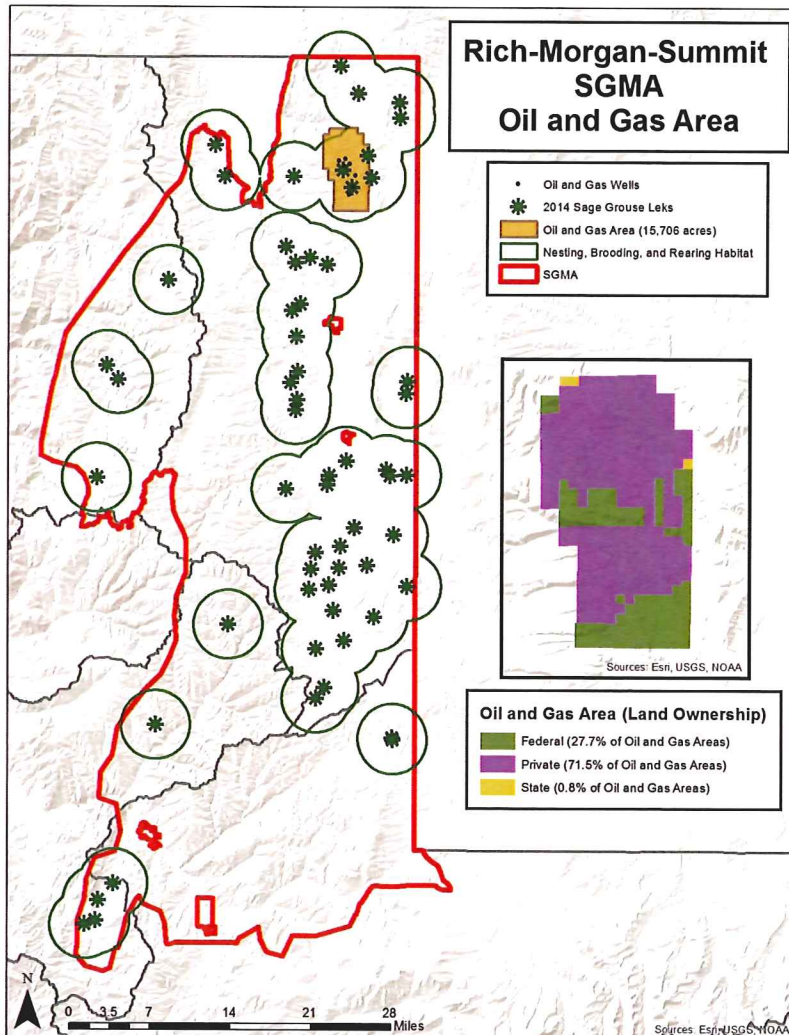 Rich-Morgan-Summit
SGMA
Oil and Gas Area
Oil and Gas Wells
2014 Sage Grouse Leks
Oil and Gas Area (15,706 acres)
Nesting, Brooding, and Rearing Habitat
SGMA
Sources: Esri, USGS, NOAA
Oil and Gas Area (Land Ownership)
Federal (27.7% of Oil and Gas Areas)
Private (71.5% of Oil and Gas Areas)
State (0.8% of Oil and Gas Areas)
N
0 3.5 7 14 21 28
Miles
Sources: Esri, USGS, NOAA